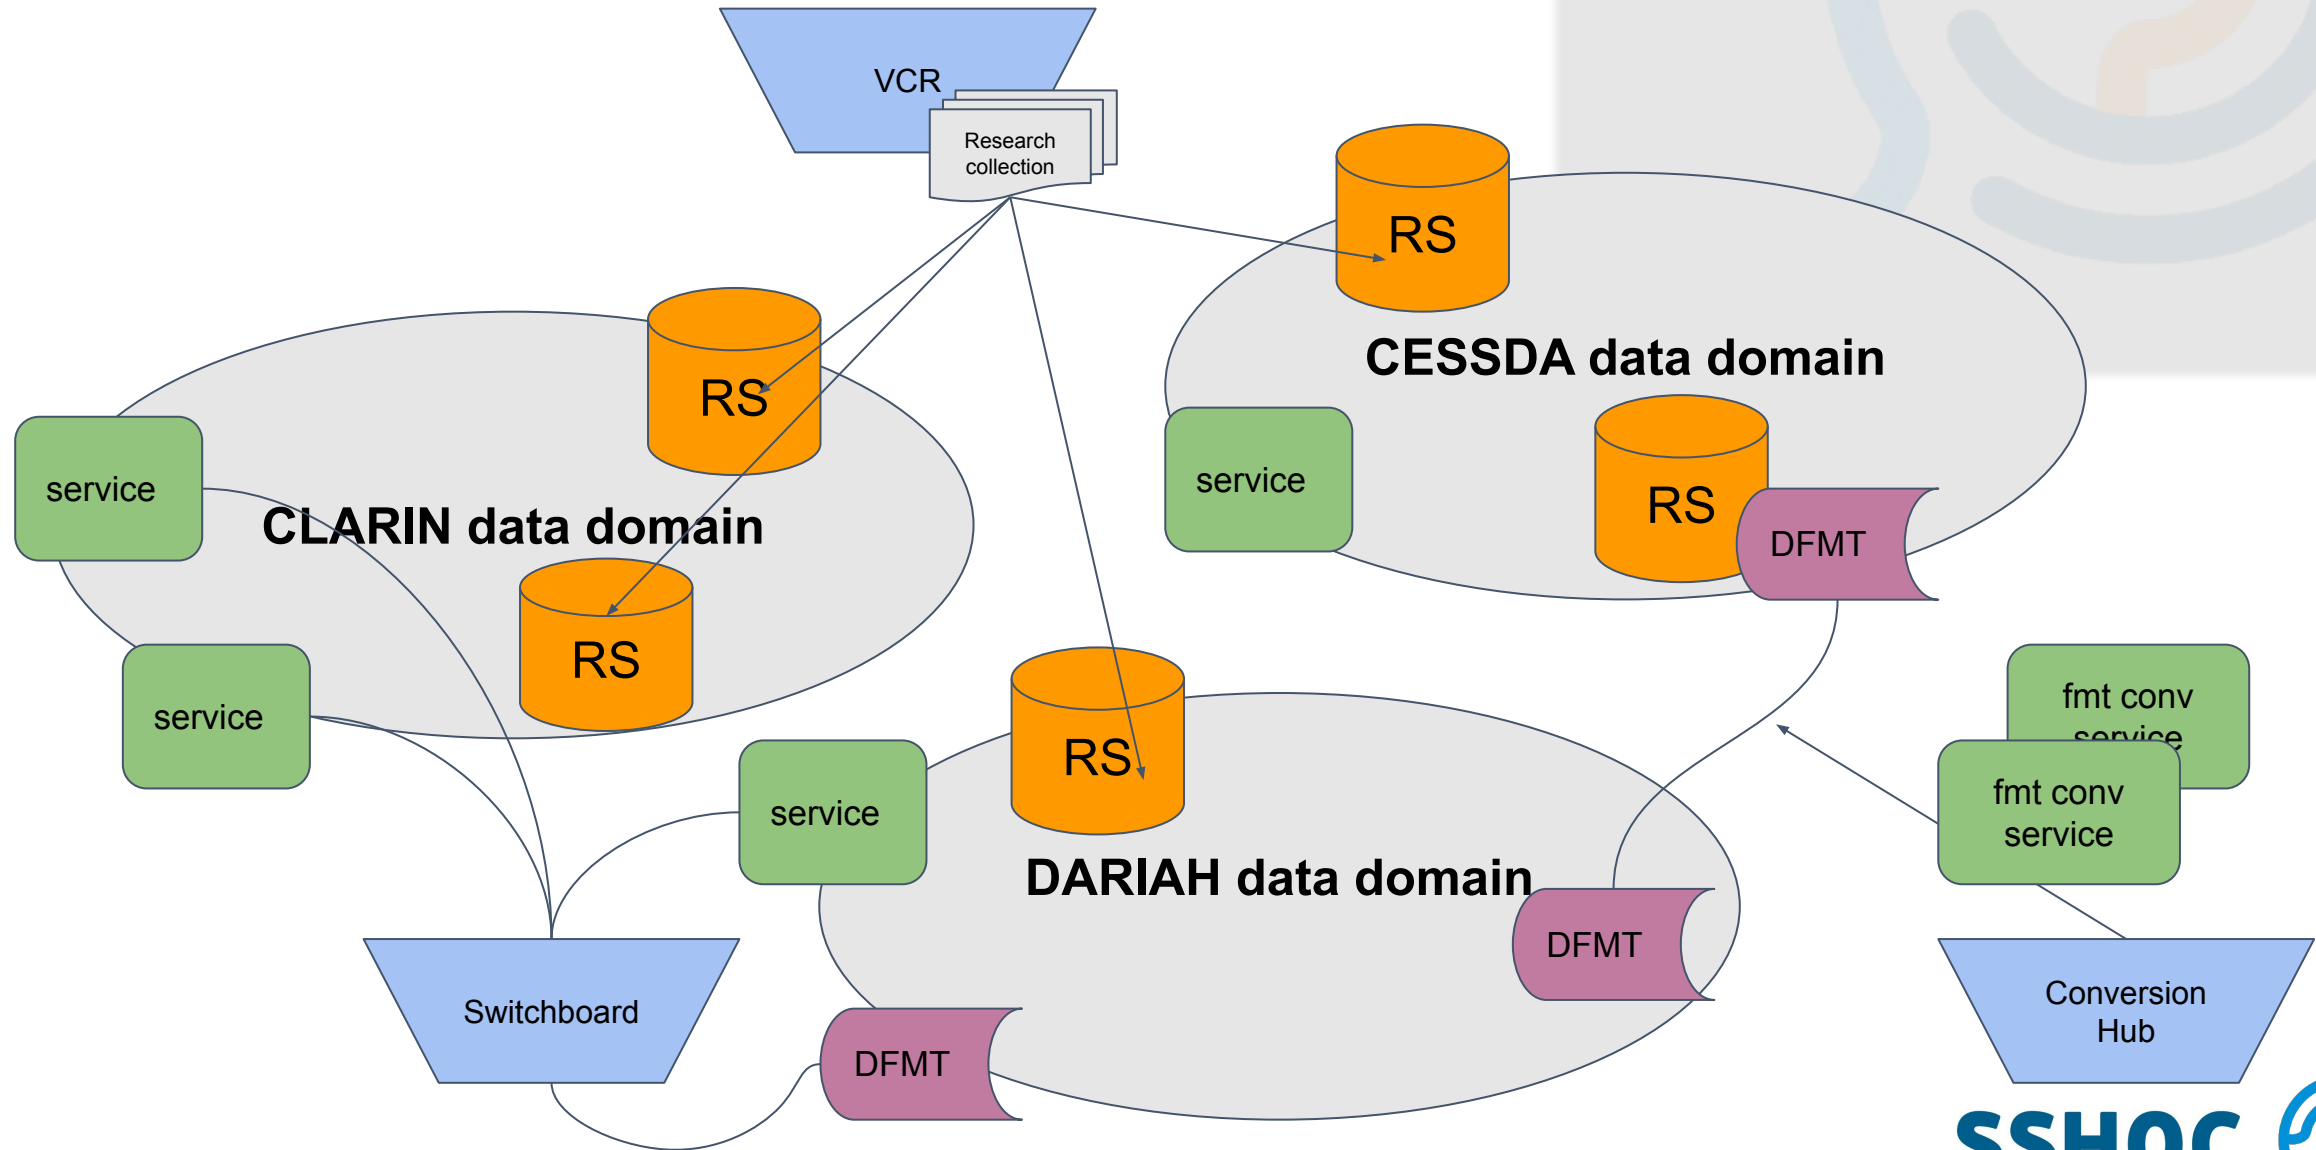 VCR
Research
collection
RS
CESSDA data domain
RS
service
RS
DFMT
service
CLARIN data domain
RS
service
service
RS
DARIAH data domain
DFMT
DFMT
Switchboard
fmt conv
service
fmt conv
service
Conversion
Hub
SSHOC